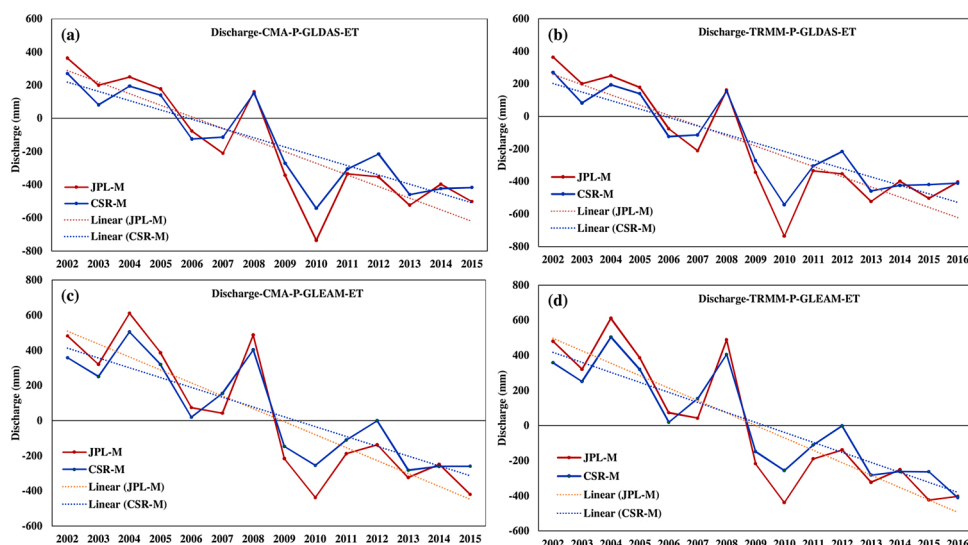 (a)
Discharge-CMA-P-GLDAS-ET
Discharge (mm)
600
400
200
0
-200
-400
-600
-800
JPL-M
CSR-M
Linear (JPL-M)
Linear (CSR-M)
2002 2003 2004 2005 2006 2007 2008 2009 2010 2011 2012 2013 2014 2015
(b)
Discharge-TRMM-P-GLDAS-ET
Discharge (mm)
600
400
200
0
-200
-400
-600
-800
JPL-M
CSR-M
Linear (JPL-M)
Linear (CSR-M)
2002 2003 2004 2005 2006 2007 2008 2009 2010 2011 2012 2013 2014 2015 2016
(c)
Discharge-CMA-P-GLEAM-ET
Discharge (mm)
800
600
400
200
0
-200
-400
-600
JPL-M
CSR-M
Linear (JPL-M)
Linear (CSR-M)
2002 2003 2004 2005 2006 2007 2008 2009 2010 2011 2012 2013 2014 2015
(d)
Discharge-TRMM-P-GLEAM-ET
Discharge (mm)
800
600
400
200
0
-200
-400
-600
JPL-M
CSR-M
Linear (JPL-M)
Linear (CSR-M)
2002 2003 2004 2005 2006 2007 2008 2009 2010 2011 2012 2013 2014 2015 2016